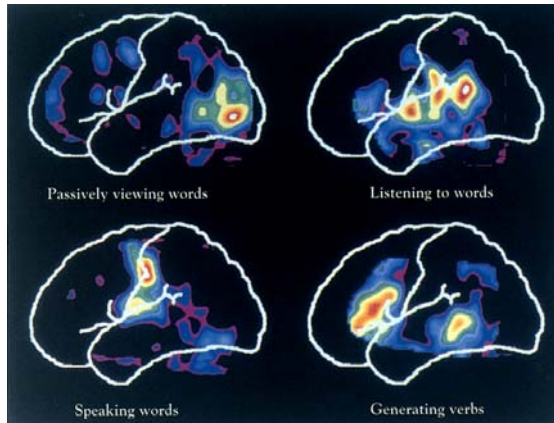 Passively viewing words
Listening to words
Speaking words
Generating verbs